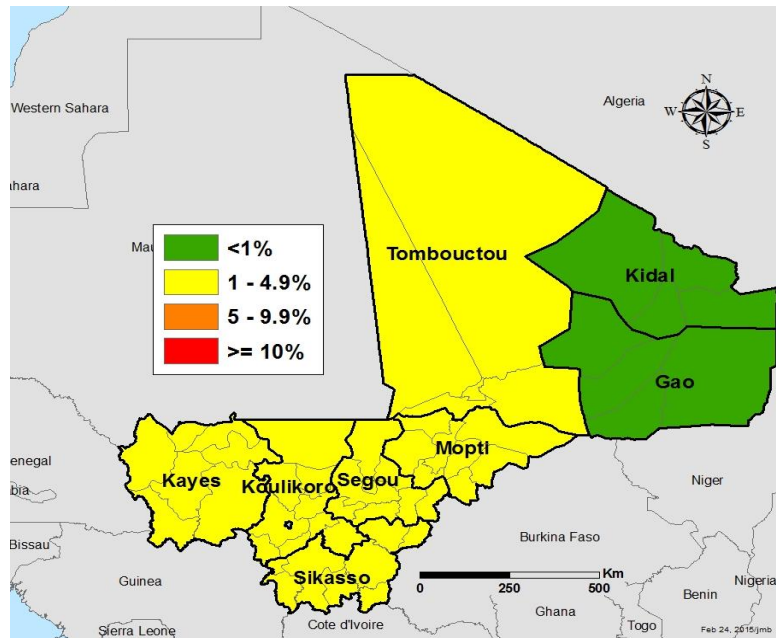 N
W E
S
Western Sahara
Algeria
ahara
Mau
<1%
1 - 4.9%
5 - 9.9%
>= 10%
Tombouctou
Kidal
Gao
Mopti
Kayes
Koulikoro
Segou
enegal
bia
Niger
Bissau
Burkina Faso
Guinea
Sikasso
Km
0 250 500
Benin
Nigeria
Ghana
Togo
Sierra Leone
Cote d'Ivoire
Feb 24, 2015/jmb